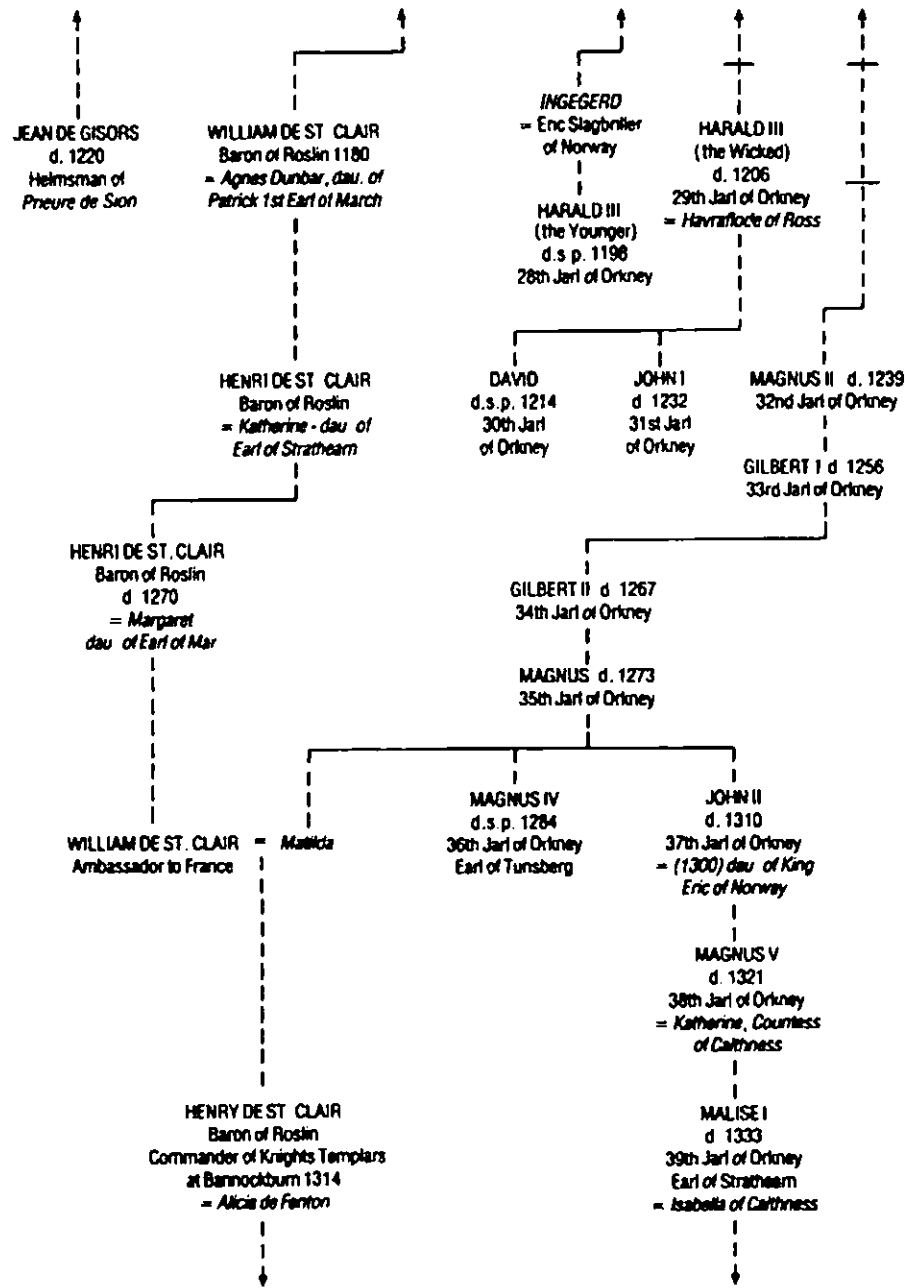 JEAN DE GISORS
d. 1220
Helmsman of
Prieure de Sion
WILLIAM DE ST. CLAIR
Baron of Roslin 1180
= Agnes Dunbar, dau. of
Patrick 1st Earl of March
INGEGERD
= Eric Slagbreller
of Norway
HARALD III
(the Younger)
d.s p. 1198
28th Jarl of Orkney
HARALD III
(the Wicked)
d. 1206
29th Jarl of Orkney
= Havraflode of Ross
HENRI DE ST CLAIR
Baron of Roslin
= Katherine - dau of
Earl of Strathearn
DAVID
d.s.p. 1214
30th Jarl
of Orkney
JOHN I
d 1232
31st Jarl
of Orkney
MAGNUS II d. 1239
32nd Jarl of Orkney
GILBERT I d 1256
33rd Jarl of Orkney
HENRI DE ST. CLAIR
Baron of Roslin
d 1270
= Margaret
dau of Earl of Mar
GILBERT II d 1267
34th Jarl of Orkney
MAGNUS d. 1273
35th Jarl of Orkney
WILLIAM DE ST. CLAIR = Matilda
Ambassador to France
MAGNUS IV
d.s.p. 1284
36th Jarl of Orkney
Earl of Tunsberg
JOHN II
d. 1310
37th Jarl of Orkney
= (1300) dau of King
Eric of Norway
MAGNUS V
d. 1321
38th Jarl of Orkney
= Katherine, Countess
of Caithness
HENRY DE ST CLAIR
Baron of Roslin
Commander of Knights Templars
at Bannockburn 1314
= Alicia de Fenton
MALISE I
d 1333
39th Jarl of Orkney
Earl of Strathearn
= Isabella of Caithness